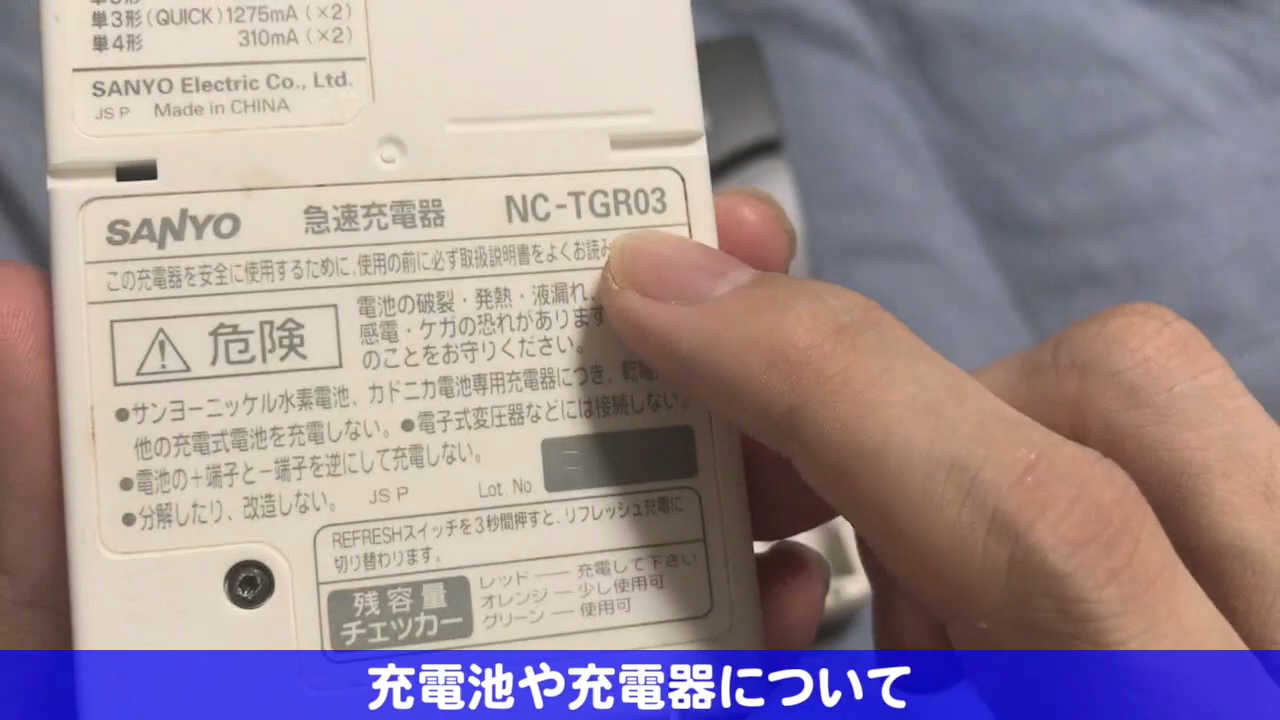 単3形(QUICK)1275mA(×2)
単4形 310mA(×2)
SANYO Electric Co., Ltd.
JS P Made in CHINA
SANYO 急速充電器 NC-TGR03
この充電器を安全に使用するために、使用の前に必ず取扱説明書をよくお読み
危険
電池の破裂・発熱・液漏れ、
感電・ケガの恐れがあります
のことをお守りください。
●サンヨーニッケル水素電池、カドニカ電池専用充電器につき、乾電
他の充電式電池を充電しない。●電子式変圧器などには接続しない。
●電池の+端子と-端子を逆にして充電しない。
●分解したり、改造しない。 JS P Lot. No.
REFRESHスイッチを3秒間押すと、リフレッシュ充電に
切り替わります。
残容量
チェッカー
レッド ── 充電して下さい
オレンジ ── 少し使用可
グリーン ── 使用可
充電池や充電器について